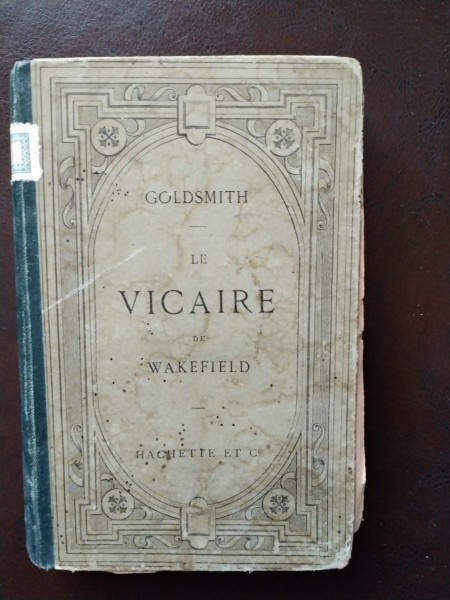 GOLDSMITH
LE
VICAIRE
DE
WAKEFIELD
HACHETTE ET Cie